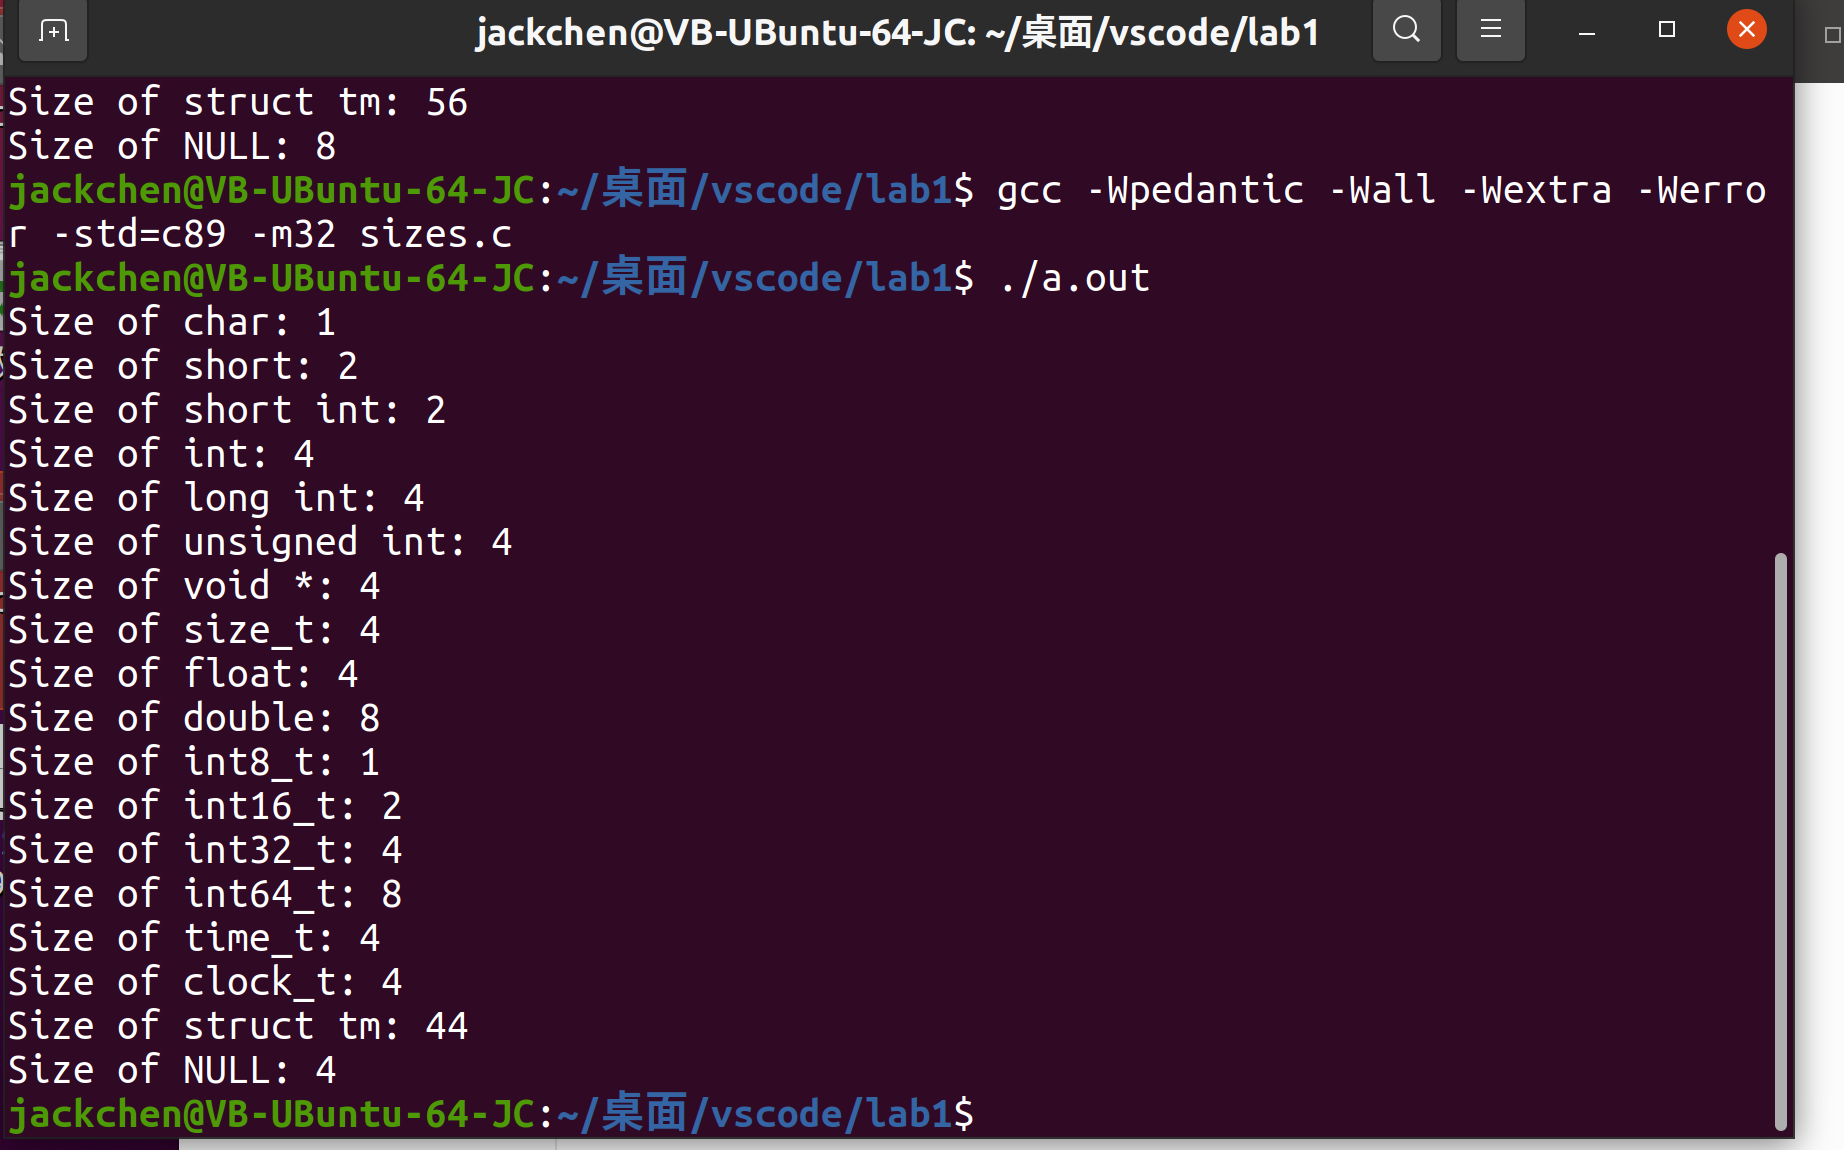 jackchen@VB-UBuntu-64-JC: ~/桌面/vscode/lab1
Size of struct tm: 56
Size of NULL: 8
jackchen@VB-UBuntu-64-JC:~/桌面/vscode/lab1$ gcc -Wpedantic -Wall -Wextra -Werro
r -std=c89 -m32 sizes.c
jackchen@VB-UBuntu-64-JC:~/桌面/vscode/lab1$ ./a.out
Size of char: 1
Size of short: 2
Size of short int: 2
Size of int: 4
Size of long int: 4
Size of unsigned int: 4
Size of void *: 4
Size of size_t: 4
Size of float: 4
Size of double: 8
Size of int8_t: 1
Size of int16_t: 2
Size of int32_t: 4
Size of int64_t: 8
Size of time_t: 4
Size of clock_t: 4
Size of struct tm: 44
Size of NULL: 4
jackchen@VB-UBuntu-64-JC:~/桌面/vscode/lab1$